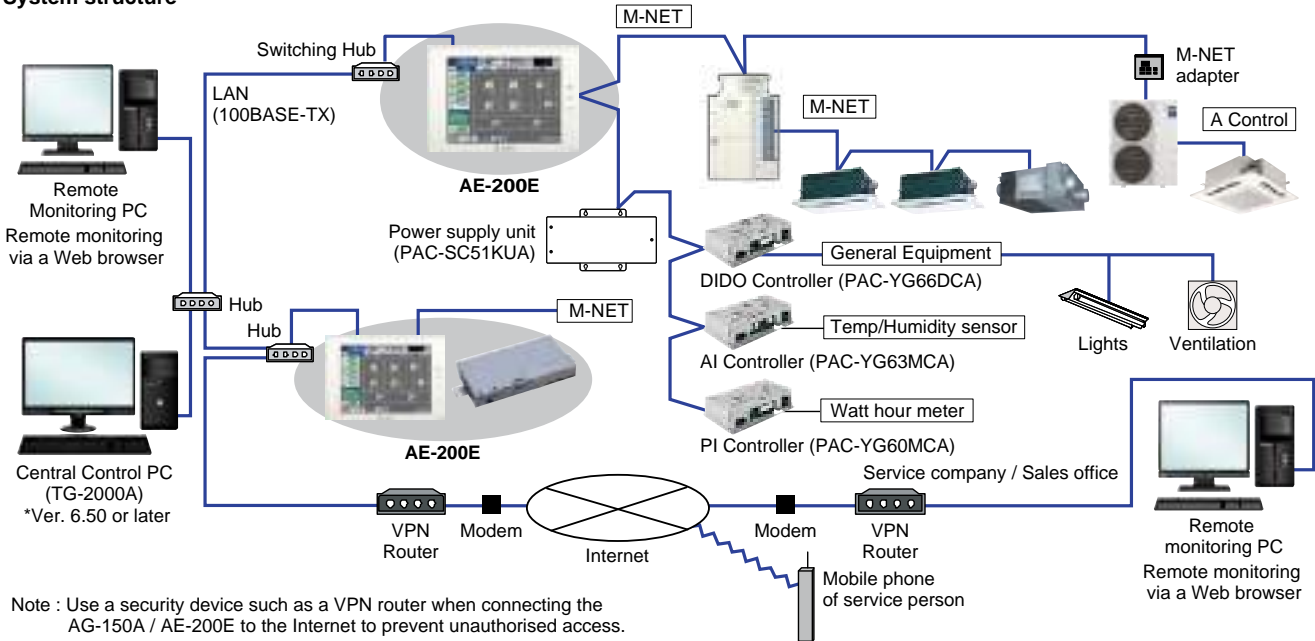 System structure
M-NET
Switching Hub
M-NET
adapter
LAN
(100BASE-TX)
M-NET
A Control
AE-200E
Remote
Monitoring PC
Remote monitoring
via a Web browser
Power supply unit
(PAC-SC51KUA)
General Equipment
DIDO Controller (PAC-YG66DCA)
Hub
Hub
M-NET
Temp/Humidity sensor
AI Controller (PAC-YG63MCA)
Lights
Ventilation
Watt hour meter
PI Controller (PAC-YG60MCA)
AE-200E
Central Control PC
(TG-2000A)
*Ver. 6.50 or later
Service company / Sales office
VPN
Router
Modem
Internet
Modem
VPN
Router
Remote
monitoring PC
Remote monitoring
via a Web browser
Mobile phone
of service person
Note : Use a security device such as a VPN router when connecting the
AG-150A / AE-200E to the Internet to prevent unauthorised access.